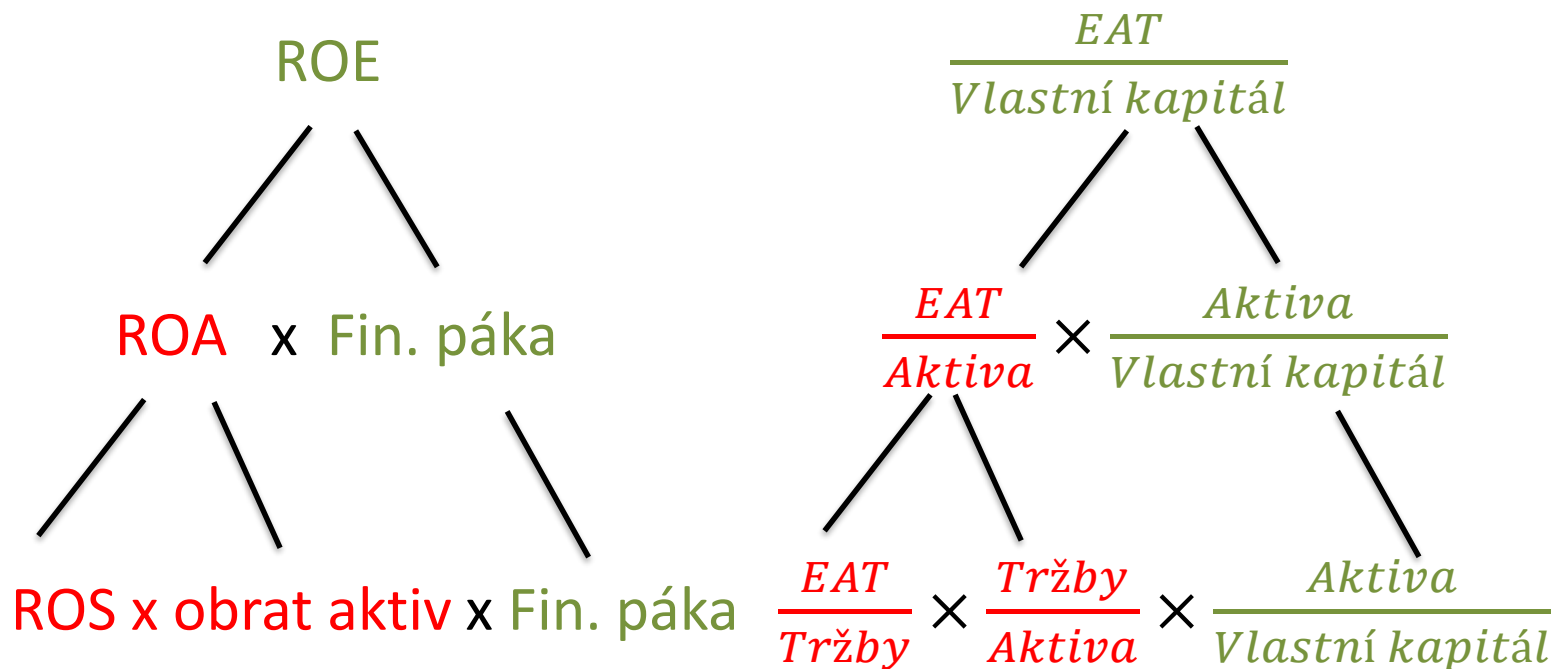 ROE
ROA x Fin. páka
ROS x obrat aktiv x Fin. páka
EAT
Vlastní kapitál
EAT × Aktiva
Aktiva Vlastní kapitál
EAT × Tržby × Aktiva
Tržby Aktiva Vlastní kapitál